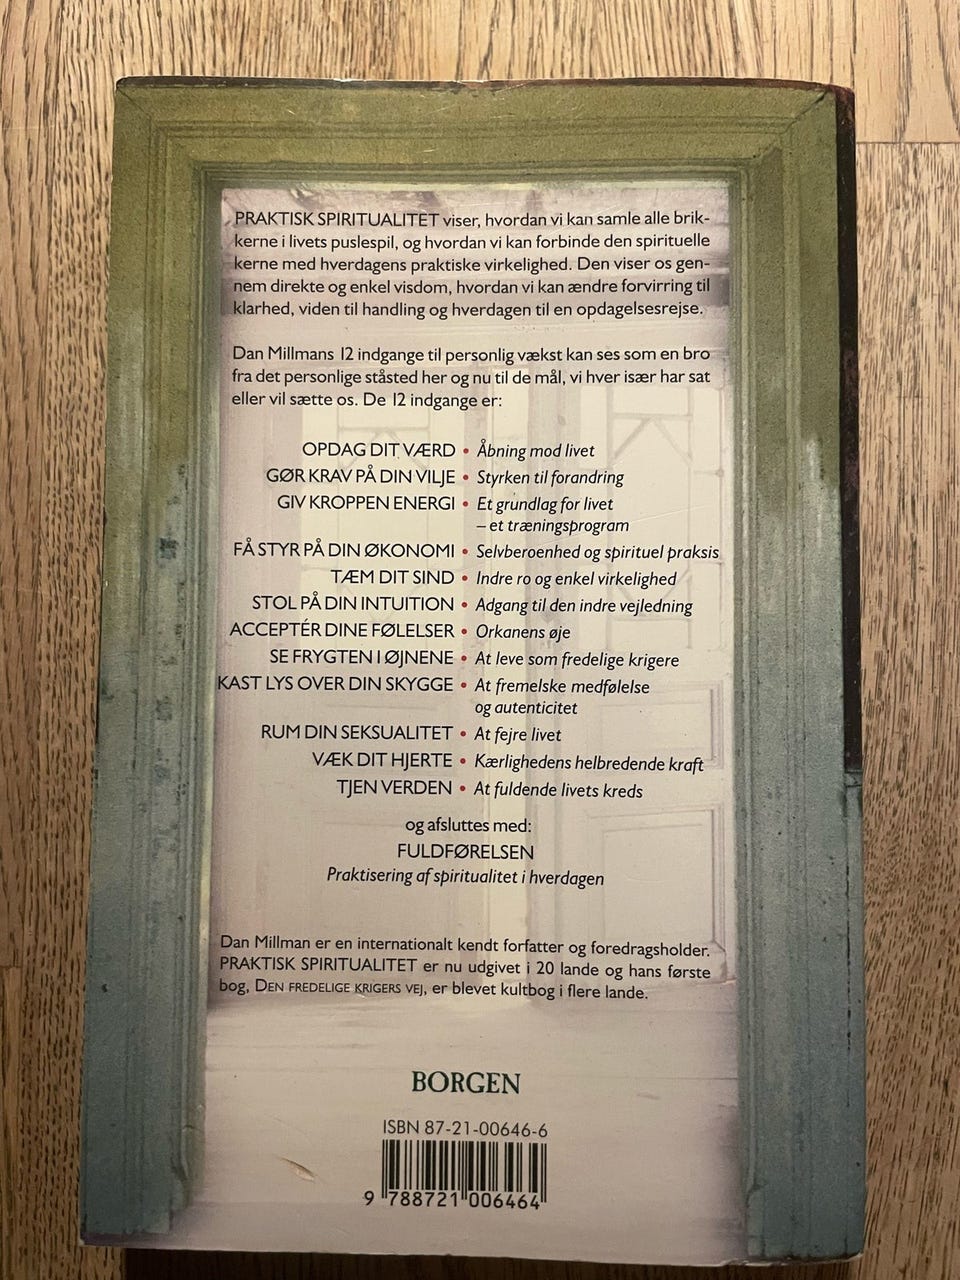 PRAKTISK SPIRITUALITET viser, hvordan vi kan samle alle brik-
kerne i livets puslespil, og hvordan vi kan forbinde den spirituelle
kerne med hverdagens praktiske virkelighed. Den viser os gen-
nem direkte og enkel visdom, hvordan vi kan ændre forvirring til
klarhed, viden til handling og hverdagen til en opdagelsesrejse.
Dan Millmans 12 indgange til personlig vækst kan ses som en bro
fra det personlige ståsted her og nu til de mål, vi hver især har sat
eller vil sætte os. De 12 indgange er:
OPDAG DIT VÆRD • Åbning mod livet
GØR KRAV PÅ DIN VILJE • Styrken til forandring
GIV KROPPEN ENERGI • Et grundlag for livet
– et træningsprogram
FÅ STYR PÅ DIN ØKONOMI • Selvberoenhed og spirituel praksis
TÆM DIT SIND • Indre ro og enkel virkelighed
STOL PÅ DIN INTUITION • Adgang til den indre vejledning
ACCEPTÉR DINE FØLELSER • Orkanens øje
SE FRYGTEN I ØJNENE • At leve som fredelige krigere
KAST LYS OVER DIN SKYGGE • At fremelske medfølelse
og autenticitet
RUM DIN SEKSUALITET • At fejre livet
VÆK DIT HJERTE • Kærlighedens helbredende kraft
TJEN VERDEN • At fuldende livets kreds
og afsluttes med:
FULDFØRELSEN
Praktisering af spiritualitet i hverdagen
Dan Millman er en internationalt kendt forfatter og foredragsholder.
PRAKTISK SPIRITUALITET er nu udgivet i 20 lande og hans første
bog, DEN FREDELIGE KRIGERS VEJ, er blevet kultbog i flere lande.
BORGEN
ISBN 87-21-00646-6
9 788721 006464